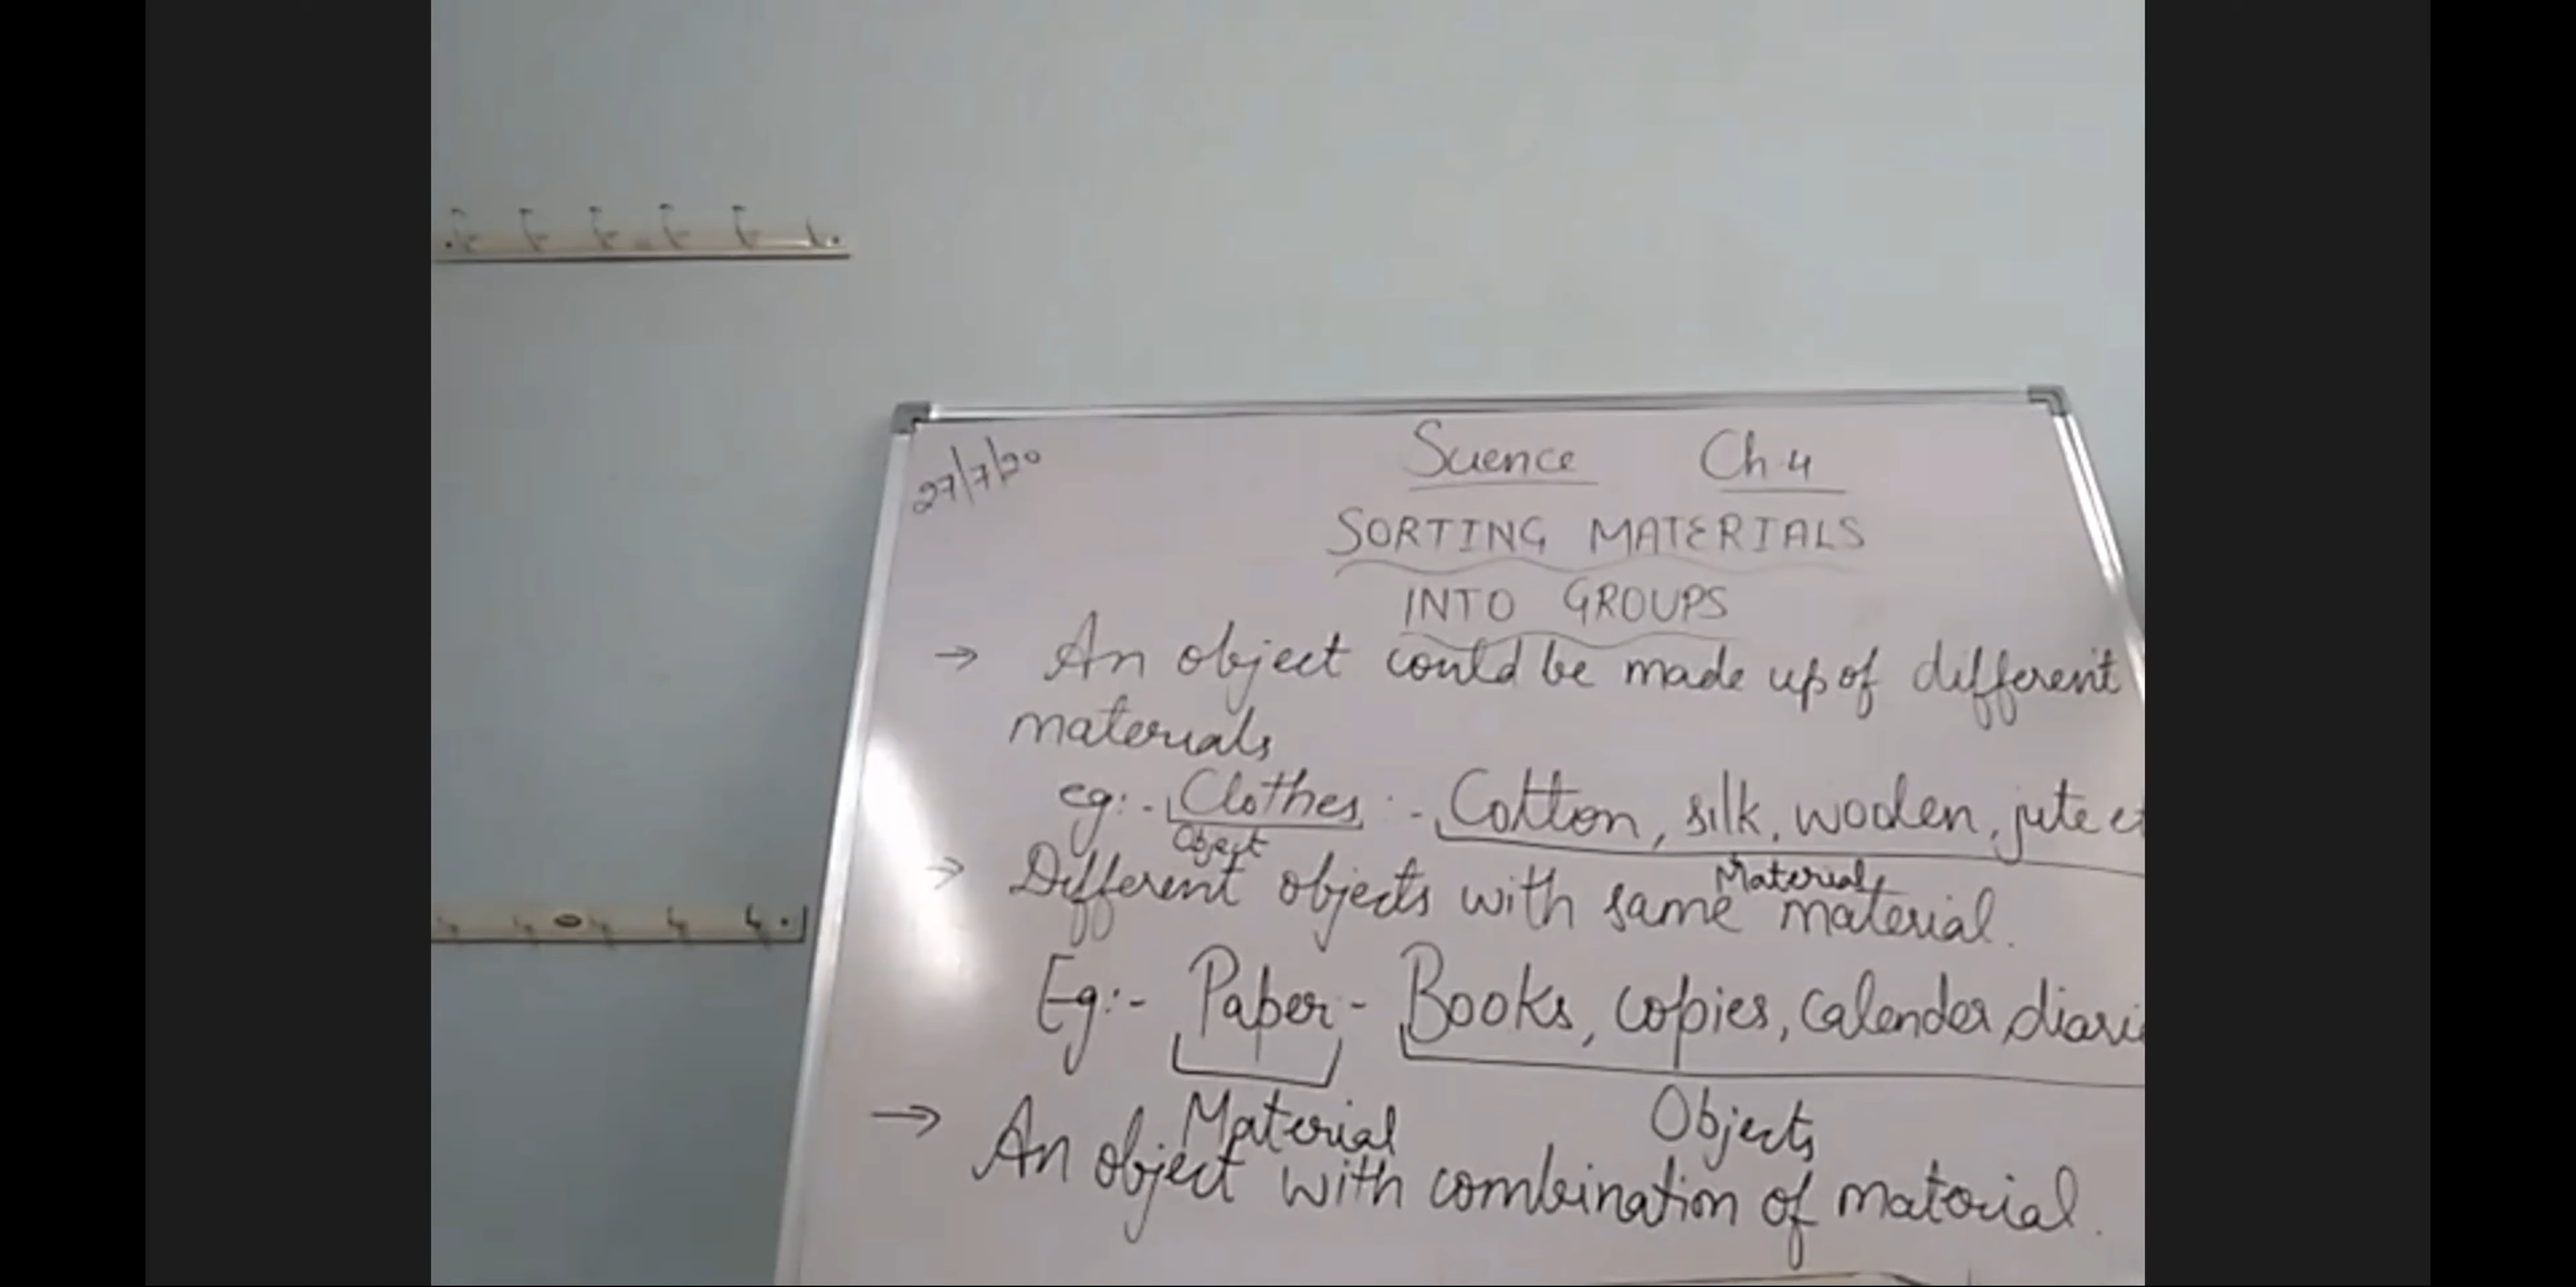 27/7/20
Science Ch.4
SORTING MATERIALS
INTO GROUPS
→ An object could be made up of different
materials
eg:- Clothes :- Cotton, silk, woolen, jute
Object
Material
→ Different objects with same material.
Eg:- Paper - Books, copies, calender, diari
Material Objects
→ An object with combination of material.